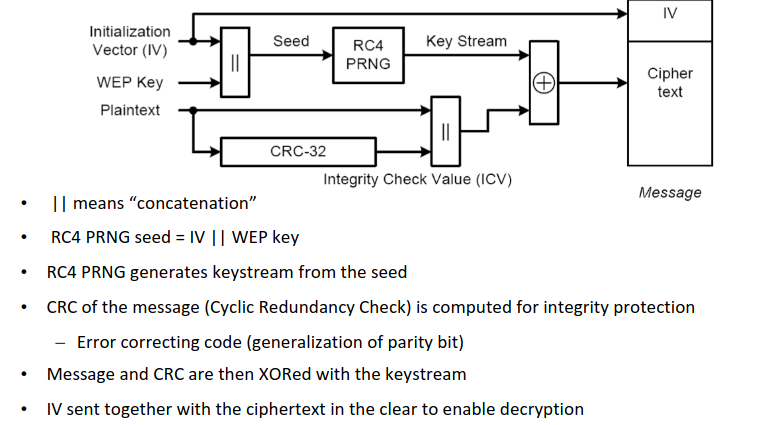 IV
Initialization
Vector (IV)
Seed
RC4
PRNG
Key Stream
||
WEP Key
Cipher
text
Plaintext
||
CRC-32
Integrity Check Value (ICV)
Message
• || means “concatenation”
• RC4 PRNG seed = IV || WEP key
• RC4 PRNG generates keystream from the seed
• CRC of the message (Cyclic Redundancy Check) is computed for integrity protection
– Error correcting code (generalization of parity bit)
• Message and CRC are then XORed with the keystream
• IV sent together with the ciphertext in the clear to enable decryption